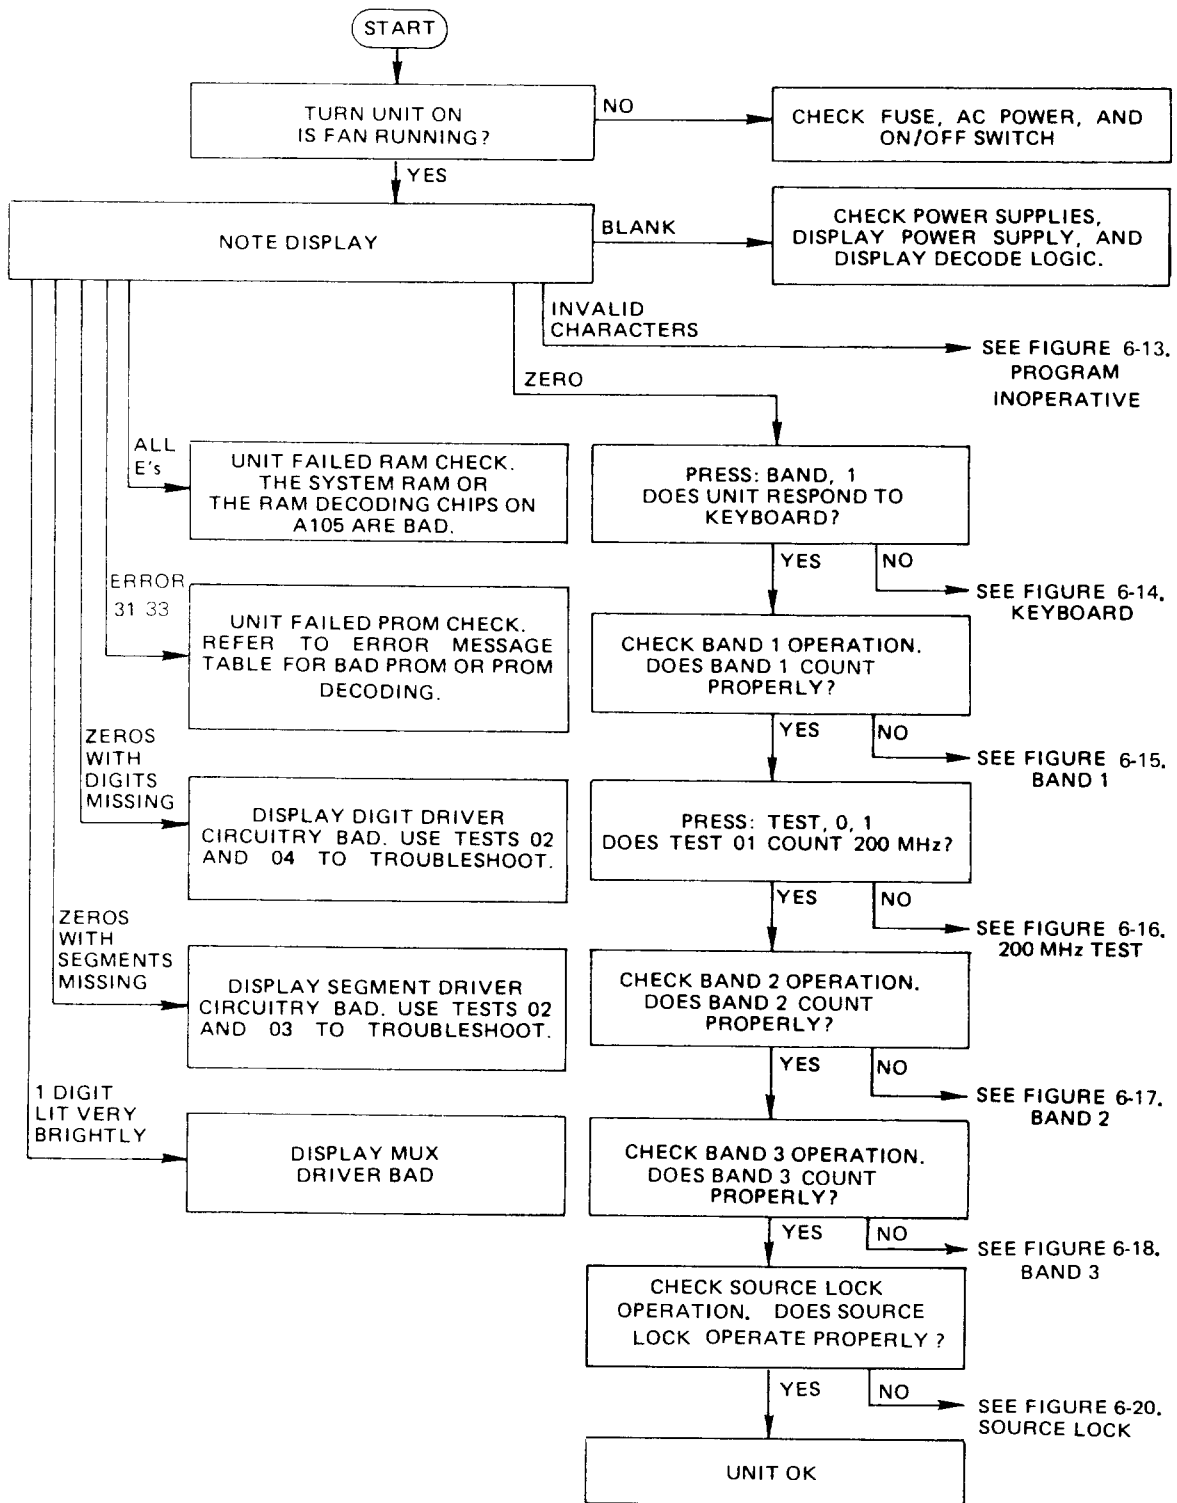 START
TURN UNIT ON
IS FAN RUNNING?
NO
CHECK FUSE, AC POWER, AND
ON/OFF SWITCH
YES
NOTE DISPLAY
BLANK
CHECK POWER SUPPLIES,
DISPLAY POWER SUPPLY, AND
DISPLAY DECODE LOGIC.
INVALID
CHARACTERS
SEE FIGURE 6-13.
PROGRAM
INOPERATIVE
ZERO
ALL
E's
UNIT FAILED RAM CHECK.
THE SYSTEM RAM OR
THE RAM DECODING CHIPS ON
A105 ARE BAD.
PRESS: BAND, 1
DOES UNIT RESPOND TO
KEYBOARD?
YES
NO
SEE FIGURE 6-14.
KEYBOARD
ERROR
31 33
UNIT FAILED PROM CHECK.
REFER TO ERROR MESSAGE
TABLE FOR BAD PROM OR PROM
DECODING.
CHECK BAND 1 OPERATION.
DOES BAND 1 COUNT
PROPERLY?
YES
NO
SEE FIGURE 6-15.
BAND 1
ZEROS
WITH
DIGITS
MISSING
DISPLAY DIGIT DRIVER
CIRCUITRY BAD. USE TESTS 02
AND 04 TO TROUBLESHOOT.
PRESS: TEST, 0, 1
DOES TEST 01 COUNT 200 MHz?
YES
NO
SEE FIGURE 6-16.
200 MHz TEST
ZEROS
WITH
SEGMENTS
MISSING
DISPLAY SEGMENT DRIVER
CIRCUITRY BAD. USE TESTS 02
AND 03 TO TROUBLESHOOT.
CHECK BAND 2 OPERATION.
DOES BAND 2 COUNT
PROPERLY?
YES
NO
SEE FIGURE 6-17.
BAND 2
1 DIGIT
LIT VERY
BRIGHTLY
DISPLAY MUX
DRIVER BAD
CHECK BAND 3 OPERATION.
DOES BAND 3 COUNT
PROPERLY?
YES
NO
SEE FIGURE 6-18.
BAND 3
CHECK SOURCE LOCK
OPERATION. DOES SOURCE
LOCK OPERATE PROPERLY ?
YES
NO
SEE FIGURE 6-20.
SOURCE LOCK
UNIT OK